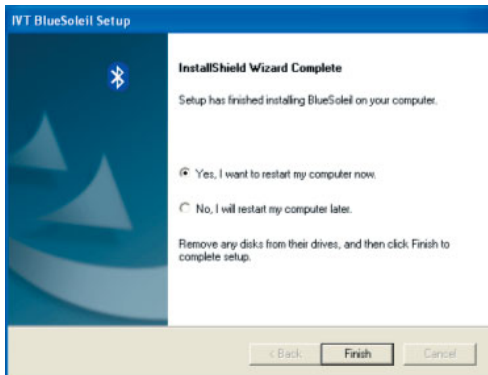 IVT BlueSoleil Setup
InstallShield Wizard Complete
Setup has finished installing BlueSoleil on your computer.
Yes, I want to restart my computer now.
No, I will restart my computer later.
Remove any disks from their drives, and then click Finish to
complete setup.
< Back Finish Cancel